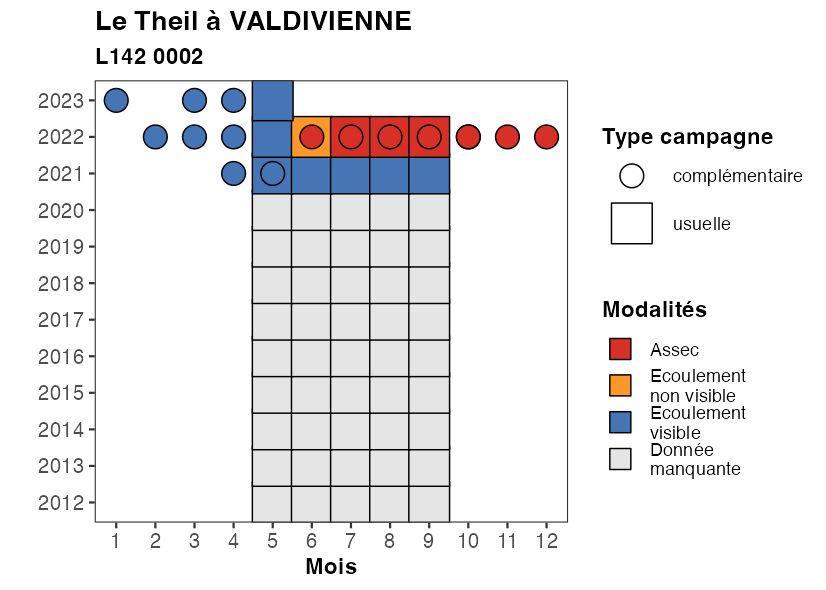 Le Theil à VALDIVIENNE
L142 0002
2023
2022
2021
2020
2019
2018
2017
2016
2015
2014
2013
2012
1 2 3 4 5 6 7 8 9 10 11 12
Mois
Type campagne
complémentaire
usuelle
Modalités
Assec
Ecoulement
non visible
Ecoulement
visible
Donnée
manquante